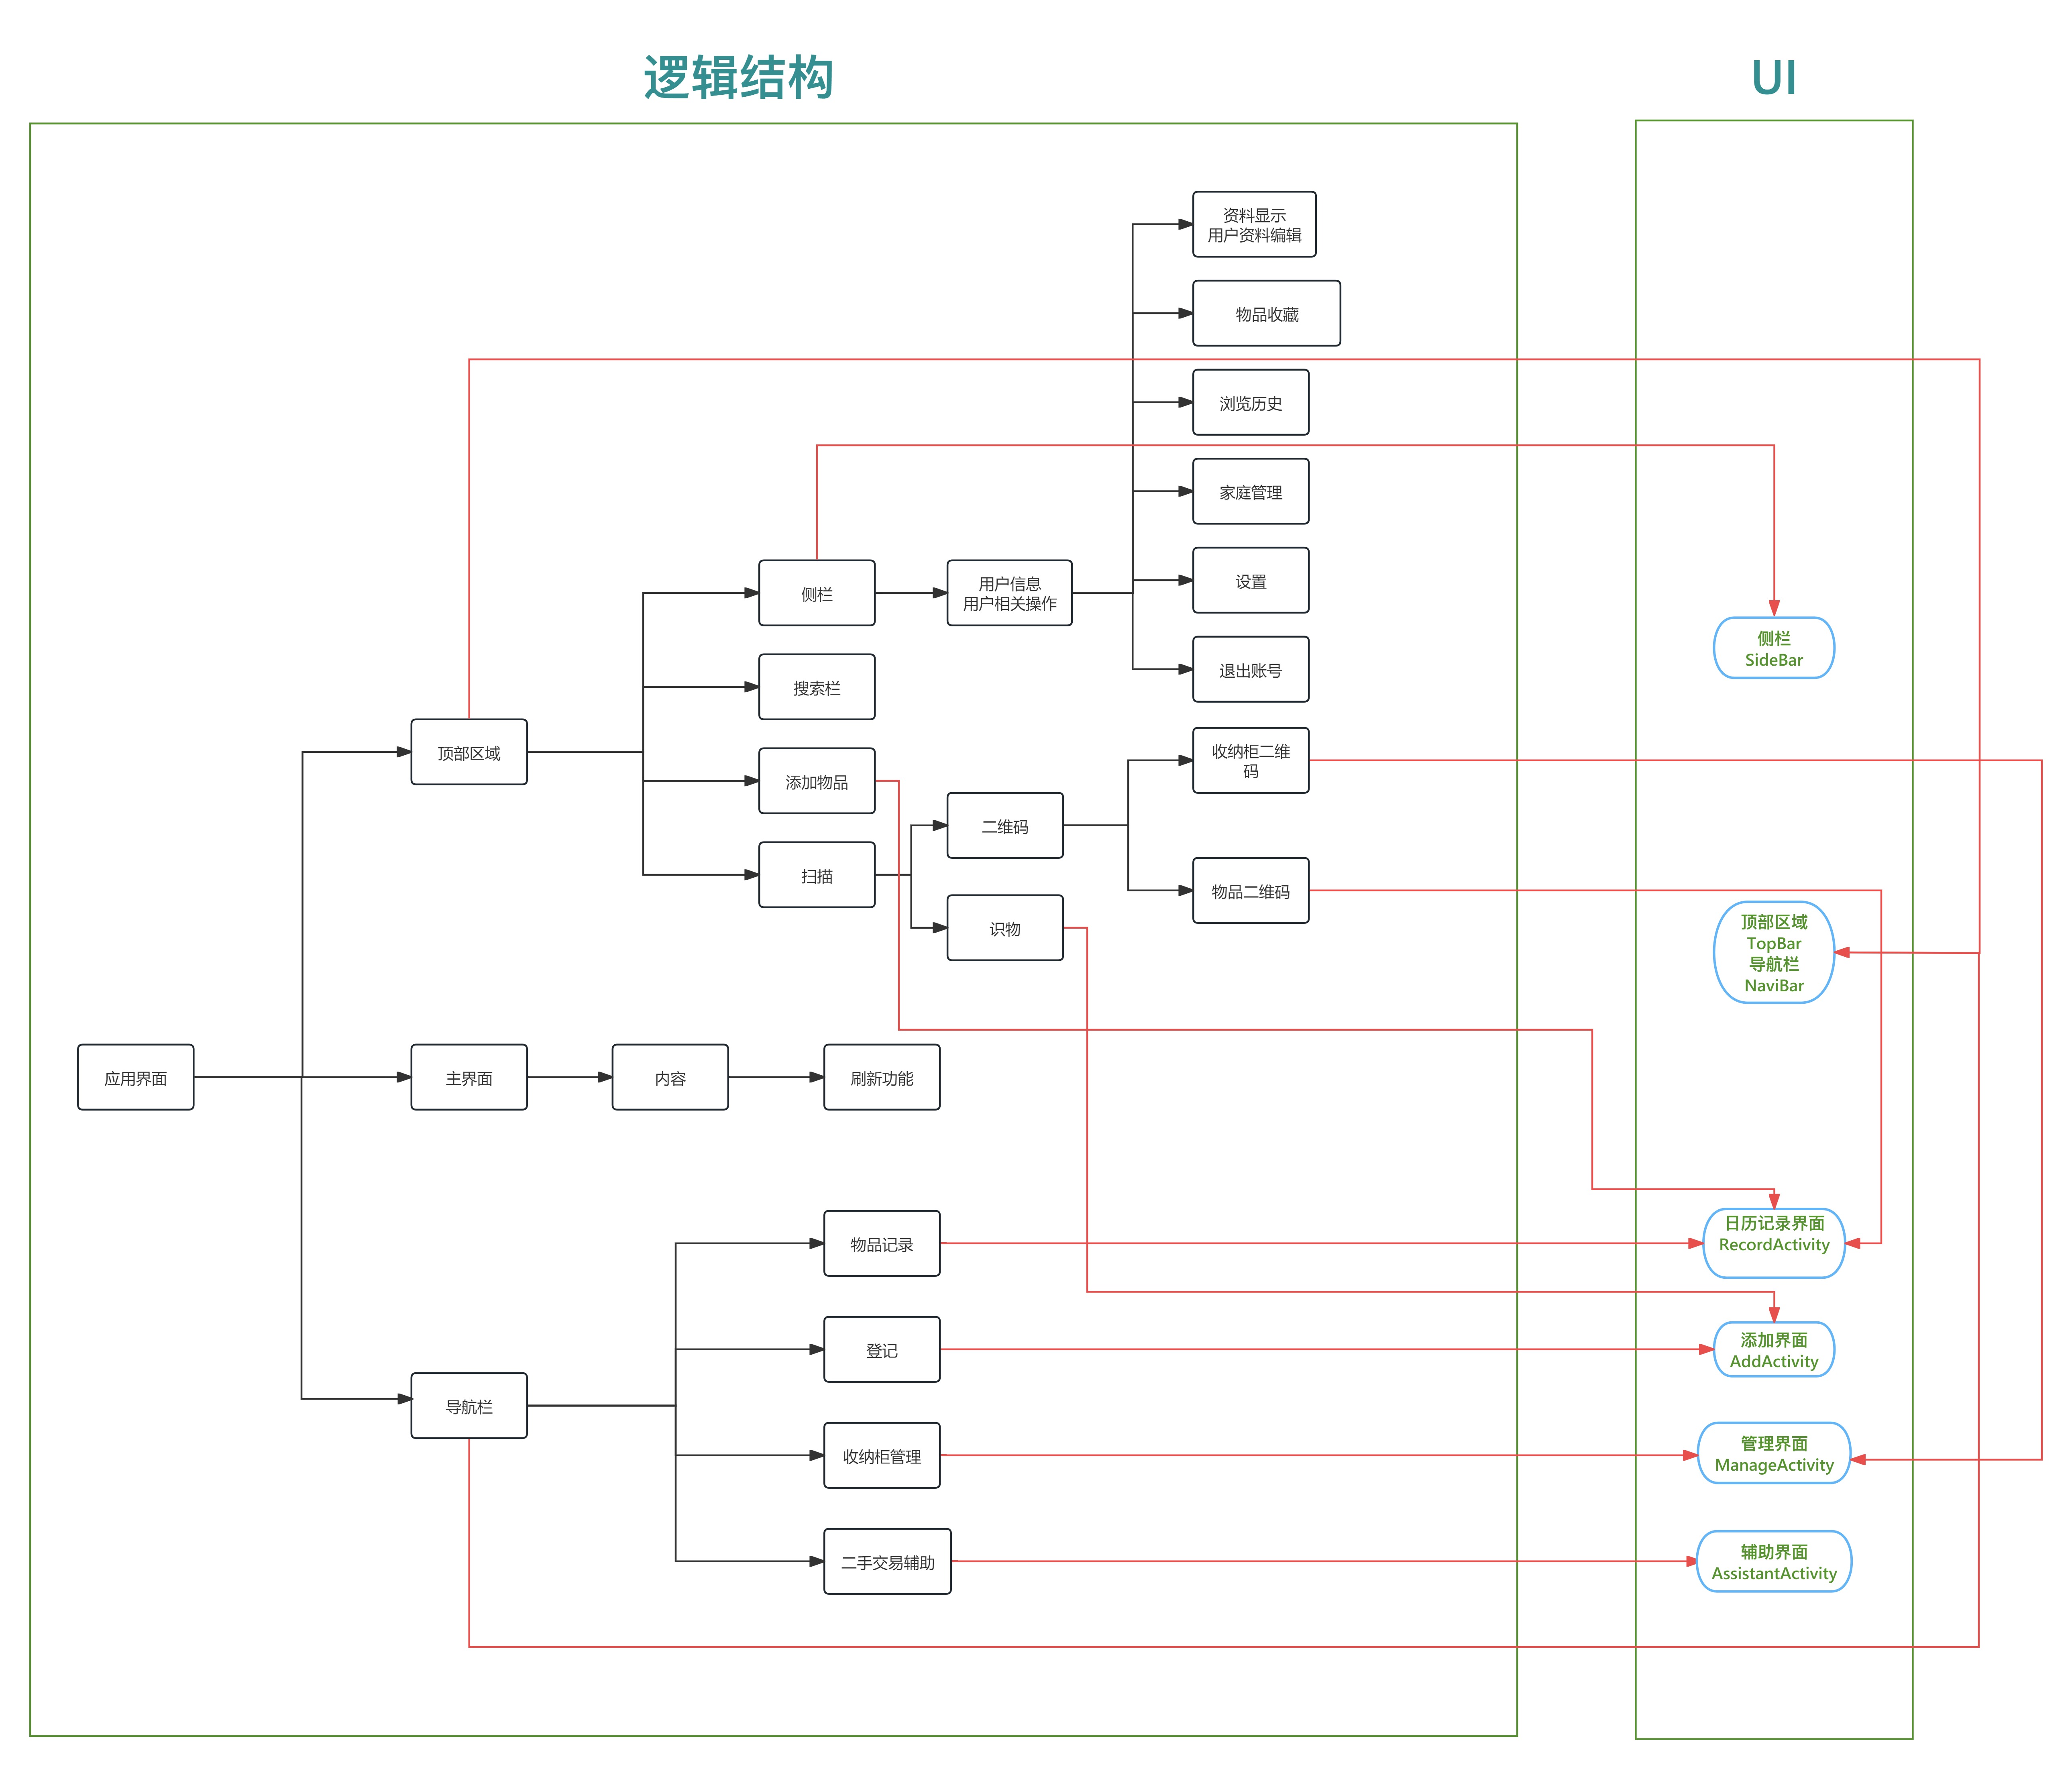 逻辑结构
UI
资料显示
用户资料编辑
物品收藏
浏览历史
家庭管理
设置
退出账号
侧栏
用户信息
用户相关操作
搜索栏
顶部区域
添加物品
扫描
二维码
识物
收纳柜二维
码
物品二维码
应用界面
主界面
内容
刷新功能
导航栏
物品记录
登记
收纳柜管理
二手交易辅助
侧栏
SideBar
顶部区域
TopBar
导航栏
NaviBar
日历记录界面
RecordActivity
添加界面
AddActivity
管理界面
ManageActivity
辅助界面
AssistantActivity